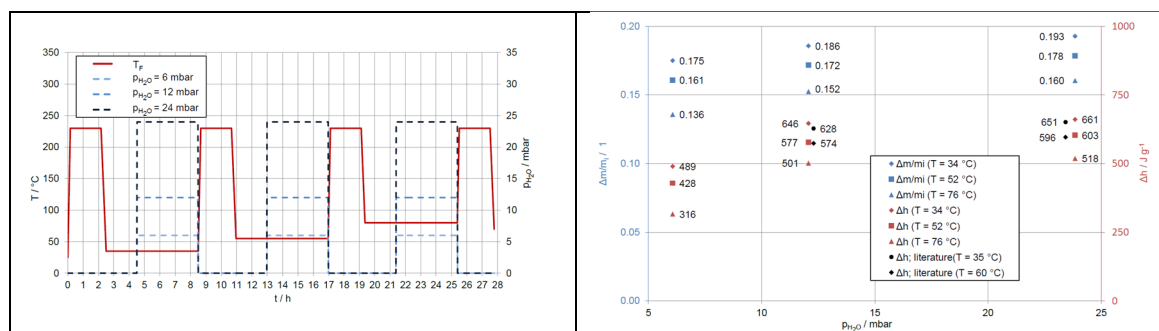 350
300
250
200
150
100
50
0
T / °C
T_F
p_H₂O = 6 mbar
p_H₂O = 12 mbar
p_H₂O = 24 mbar
35
30
25
20
15
10
5
0
p_H₂O / mbar
0 1 2 3 4 5 6 7 8 9 10 11 12 13 14 15 16 17 18 19 20 21 22 23 24 25 26 27 28
t / h
0.20
0.15
0.10
0.05
0.00
Δm/m_i / 1
0.193
0.186
0.178
0.175
0.172
0.161
0.160
0.152
0.136
651 661
646 628
596 603
577 574
501
518
489
428
316
Δm/mi (T = 34 °C)
Δm/mi (T = 52 °C)
Δm/mi (T = 76 °C)
Δh (T = 34 °C)
Δh (T = 52 °C)
Δh (T = 76 °C)
Δh; literature(T = 35 °C)
Δh; literature (T = 60 °C)
1000
750
500
250
0
Δh / J g⁻¹
5 10 15 20 25
p_H₂O / mbar